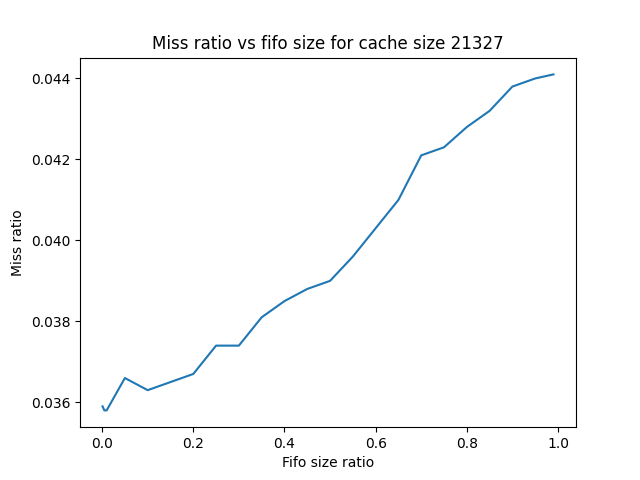 Miss ratio vs fifo size for cache size 21327
0.044
0.042
0.040
0.038
0.036
Miss ratio
0.0 0.2 0.4 0.6 0.8 1.0
Fifo size ratio